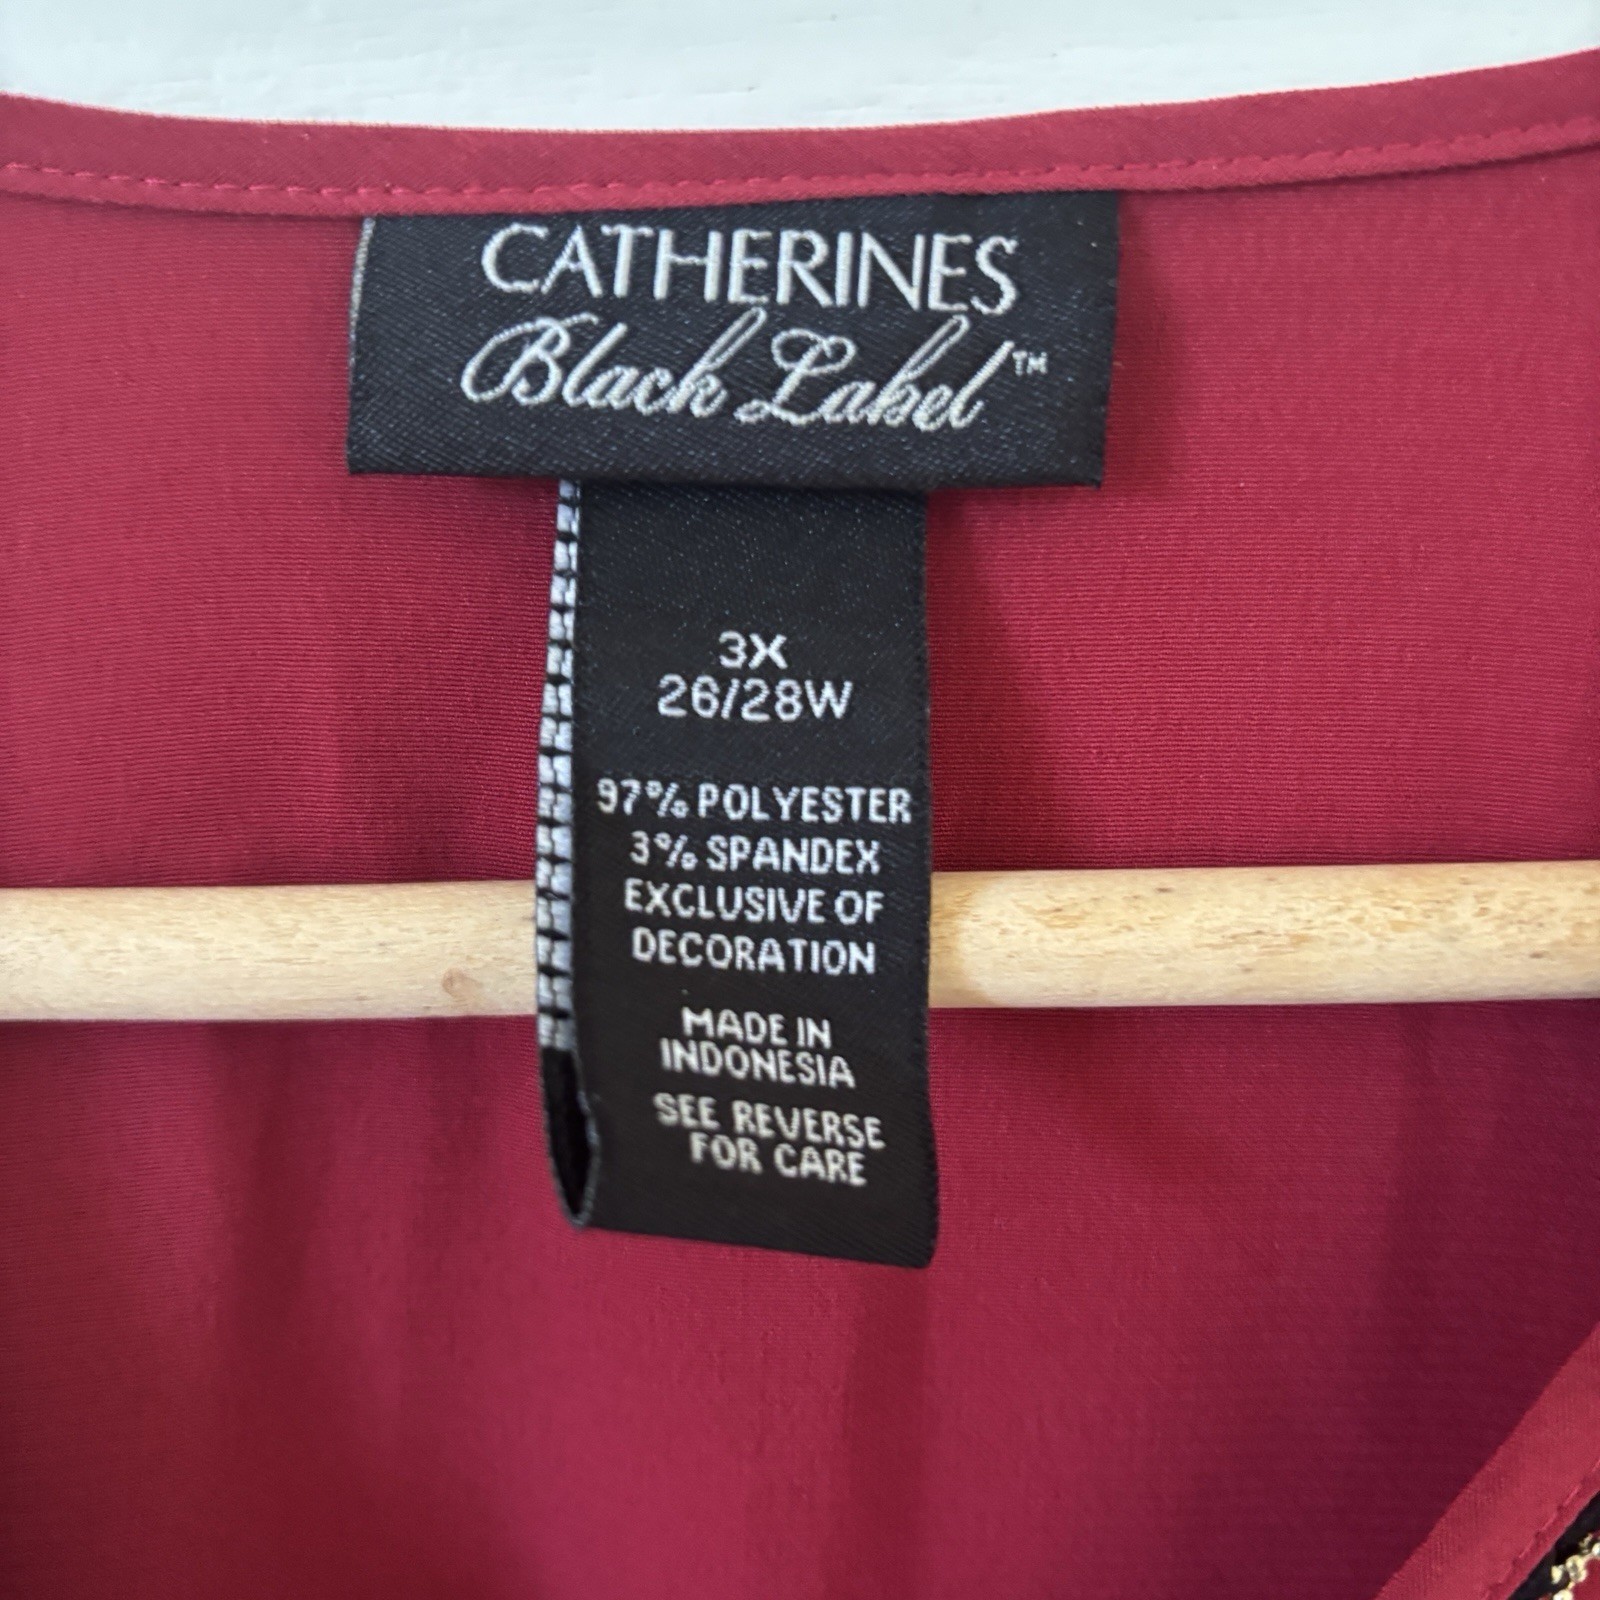 CATHERINES
Black Label™
3X
26/28W
97% POLYESTER
3% SPANDEX
EXCLUSIVE OF
DECORATION
MADE IN
INDONESIA
SEE REVERSE
FOR CARE